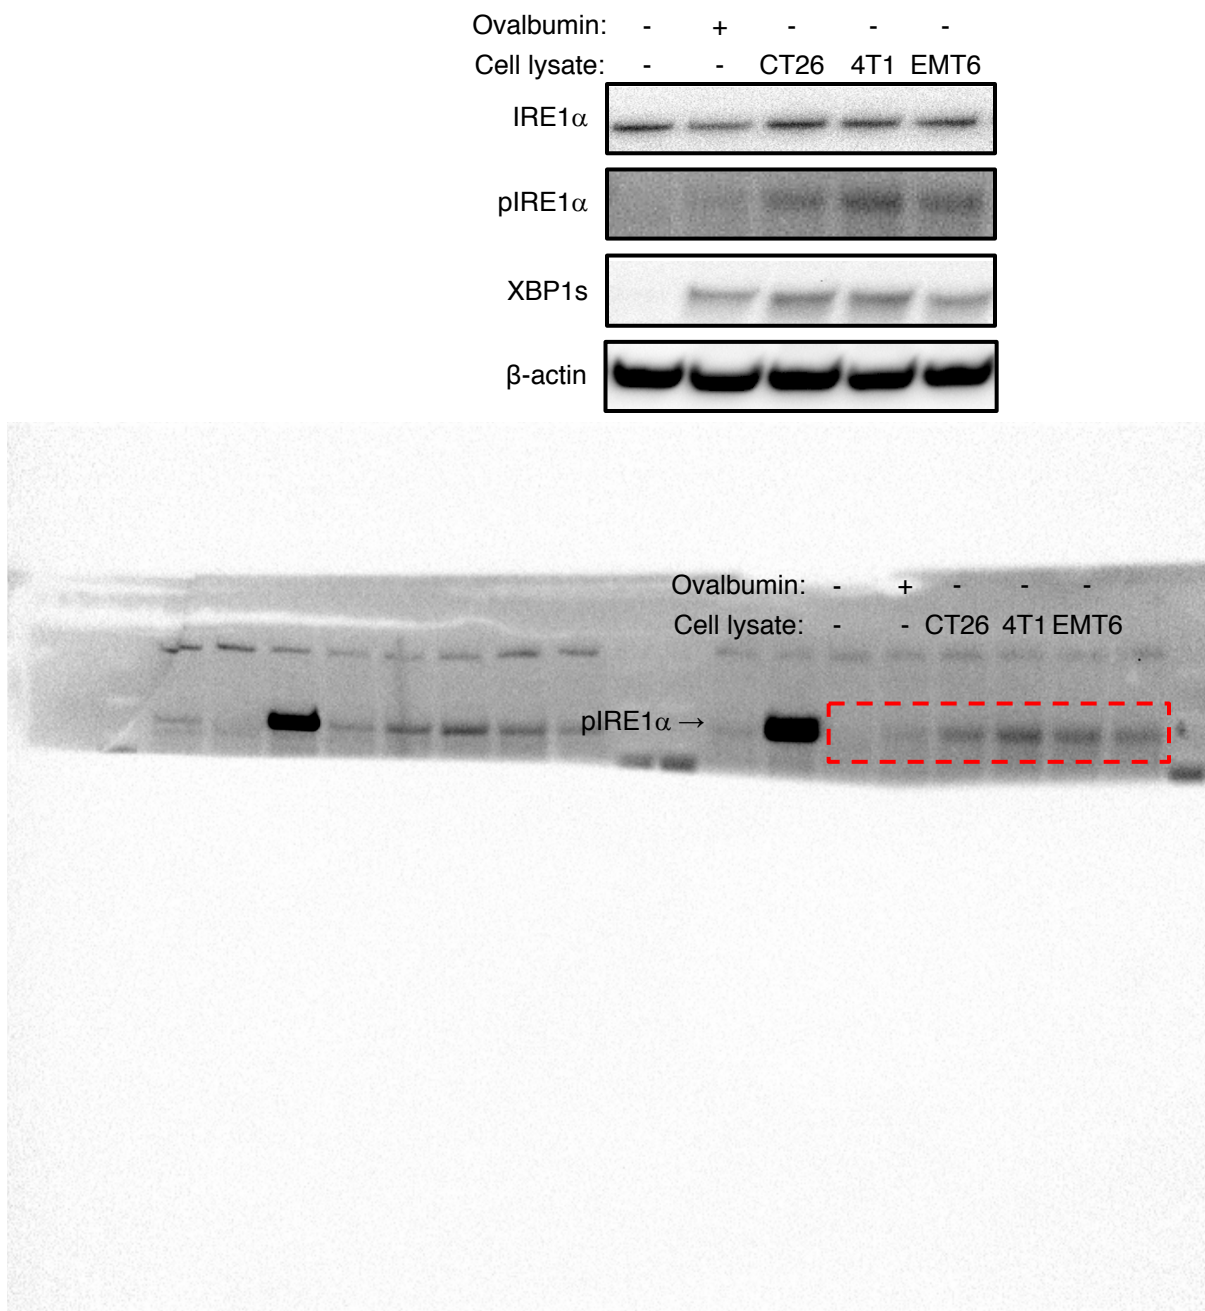 Ovalbumin: - + - - -
Cell lysate: - - CT26 4T1 EMT6
IRE1α
pIRE1α
XBP1s
β-actin
Ovalbumin: - + - - -
Cell lysate: - - CT26 4T1 EMT6
pIRE1α →